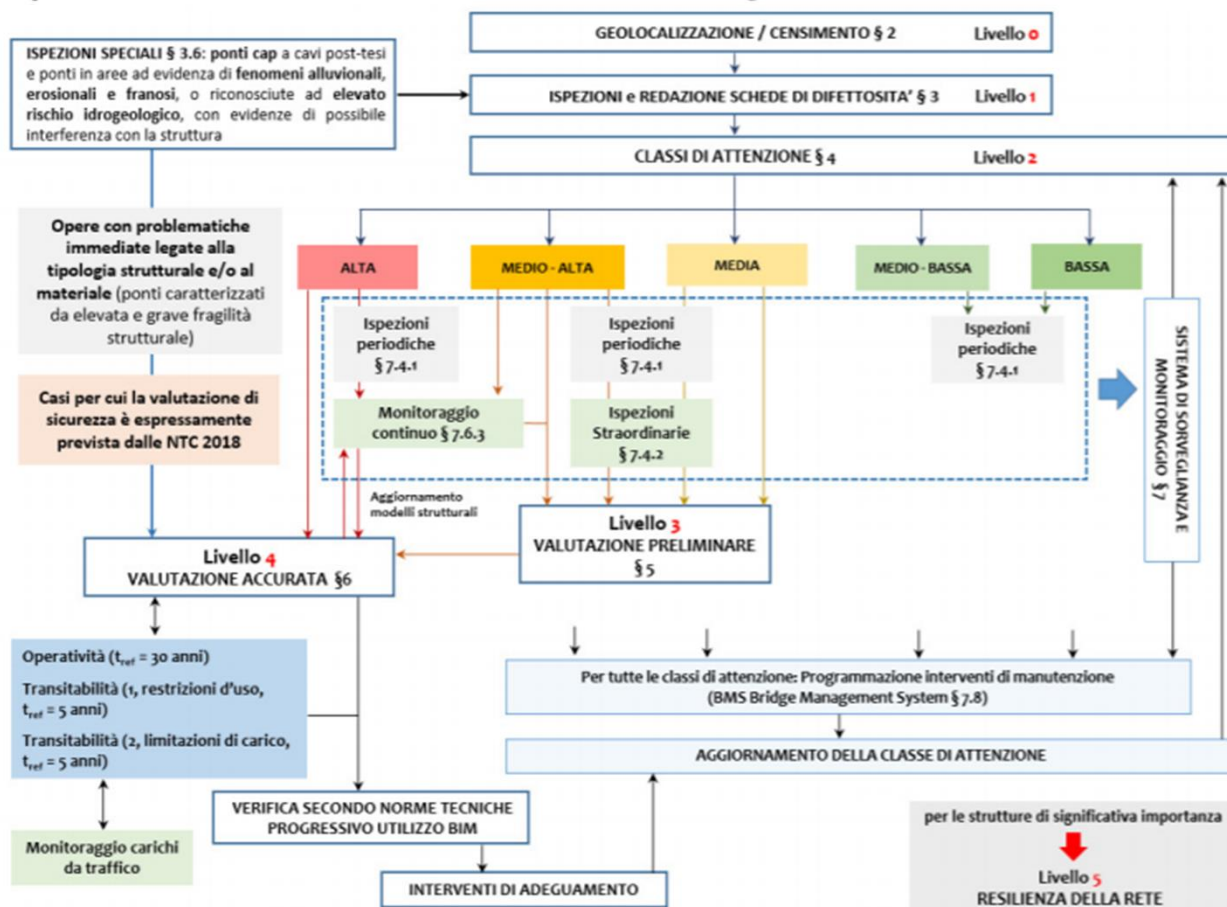 GEOLOCALIZZAZIONE / CENSIMENTO § 2 Livello 0
ISPEZIONI SPECIALI § 3.6: ponti cap a cavi post-tesi
e ponti in aree ad evidenza di fenomeni alluvionali,
erosionali e franosi, o riconosciute ad elevato
rischio idrogeologico, con evidenze di possibile
interferenza con la struttura
ISPEZIONI e REDAZIONE SCHEDE DI DIFETTOSITA’ § 3 Livello 1
CLASSI DI ATTENZIONE § 4 Livello 2
Opere con problematiche
immediate legate alla
tipologia strutturale e/o al
materiale (ponti caratterizzati
da elevata e grave fragilità
strutturale)
ALTA
MEDIO - ALTA
MEDIA
MEDIO - BASSA
BASSA
Ispezioni
periodiche
§ 7.4.1
Ispezioni
periodiche
§ 7.4.1
Ispezioni
periodiche
§ 7.4.1
SISTEMA DI SORVEGLIANZA E
MONITORAGGIO § 7
Casi per cui la valutazione di
sicurezza è espressamente
prevista dalle NTC 2018
Monitoraggio
continuo § 7.6.3
Ispezioni
Straordinarie
§ 7.4.2
Aggiornamento
modelli strutturali
Livello 3
VALUTAZIONE PRELIMINARE
§ 5
Livello 4
VALUTAZIONE ACCURATA §6
Operatività (tref = 30 anni)
Transitabilità (1, restrizioni d’uso,
tref = 5 anni)
Transitabilità (2, limitazioni di carico,
tref = 5 anni)
Per tutte le classi di attenzione: Programmazione interventi di manutenzione
(BMS Bridge Management System § 7.8)
AGGIORNAMENTO DELLA CLASSE DI ATTENZIONE
VERIFICA SECONDO NORME TECNICHE
PROGRESSIVO UTILIZZO BIM
Monitoraggio carichi
da traffico
INTERVENTI DI ADEGUAMENTO
per le strutture di significativa importanza
Livello 5
RESILIENZA DELLA RETE